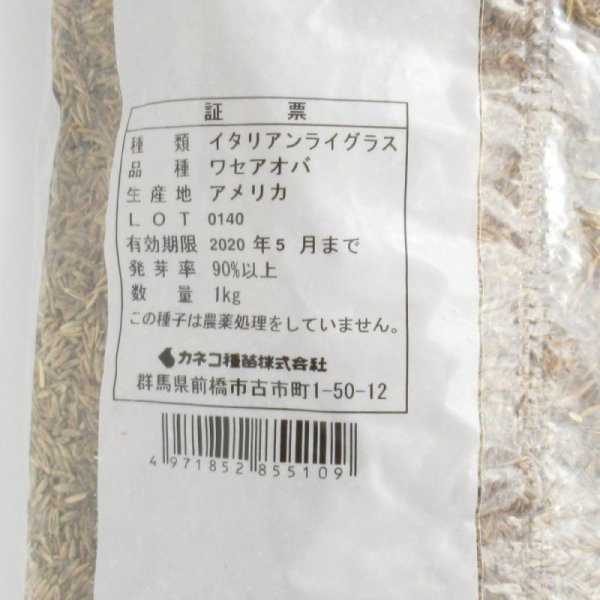 証 票
種 類 イタリアンライグラス
品 種 ワセアオバ
生 産 地 アメリカ
LOT 0140
有効期限 2020 年 5 月まで
発 芽 率 90%以上
数 量 1kg
この種子は農薬処理をしていません。
カネコ種苗株式会社
群馬県前橋市古市町1-50-12
4 971852 855109